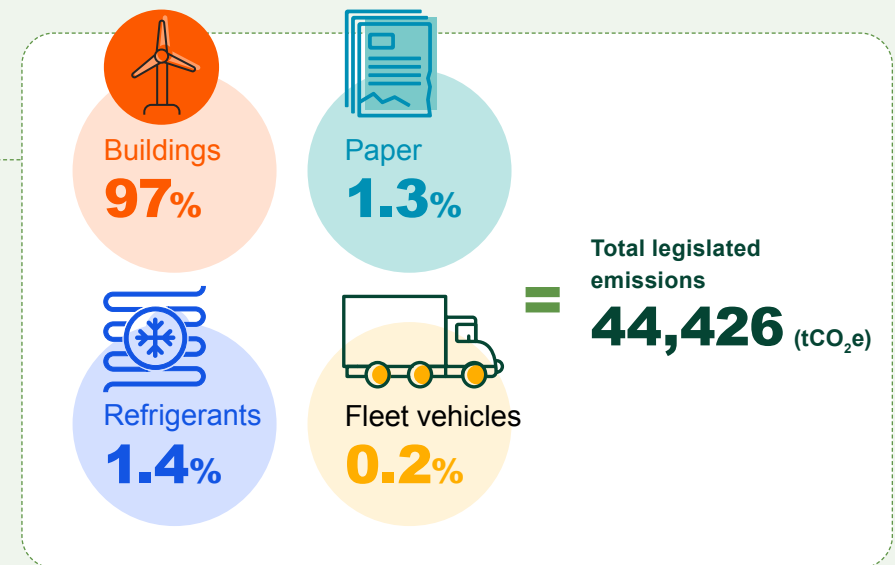 Buildings
97%
Paper
1.3%
Refrigerants
1.4%
Fleet vehicles
0.2%
=
Total legislated
emissions
44,426 (tCO₂e)